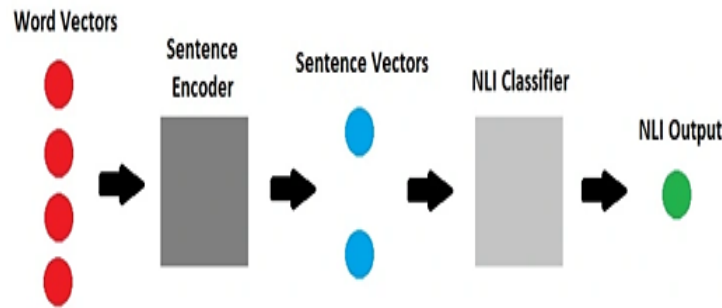 Word Vectors
Sentence
Encoder
Sentence Vectors
NLI Classifier
NLI Output